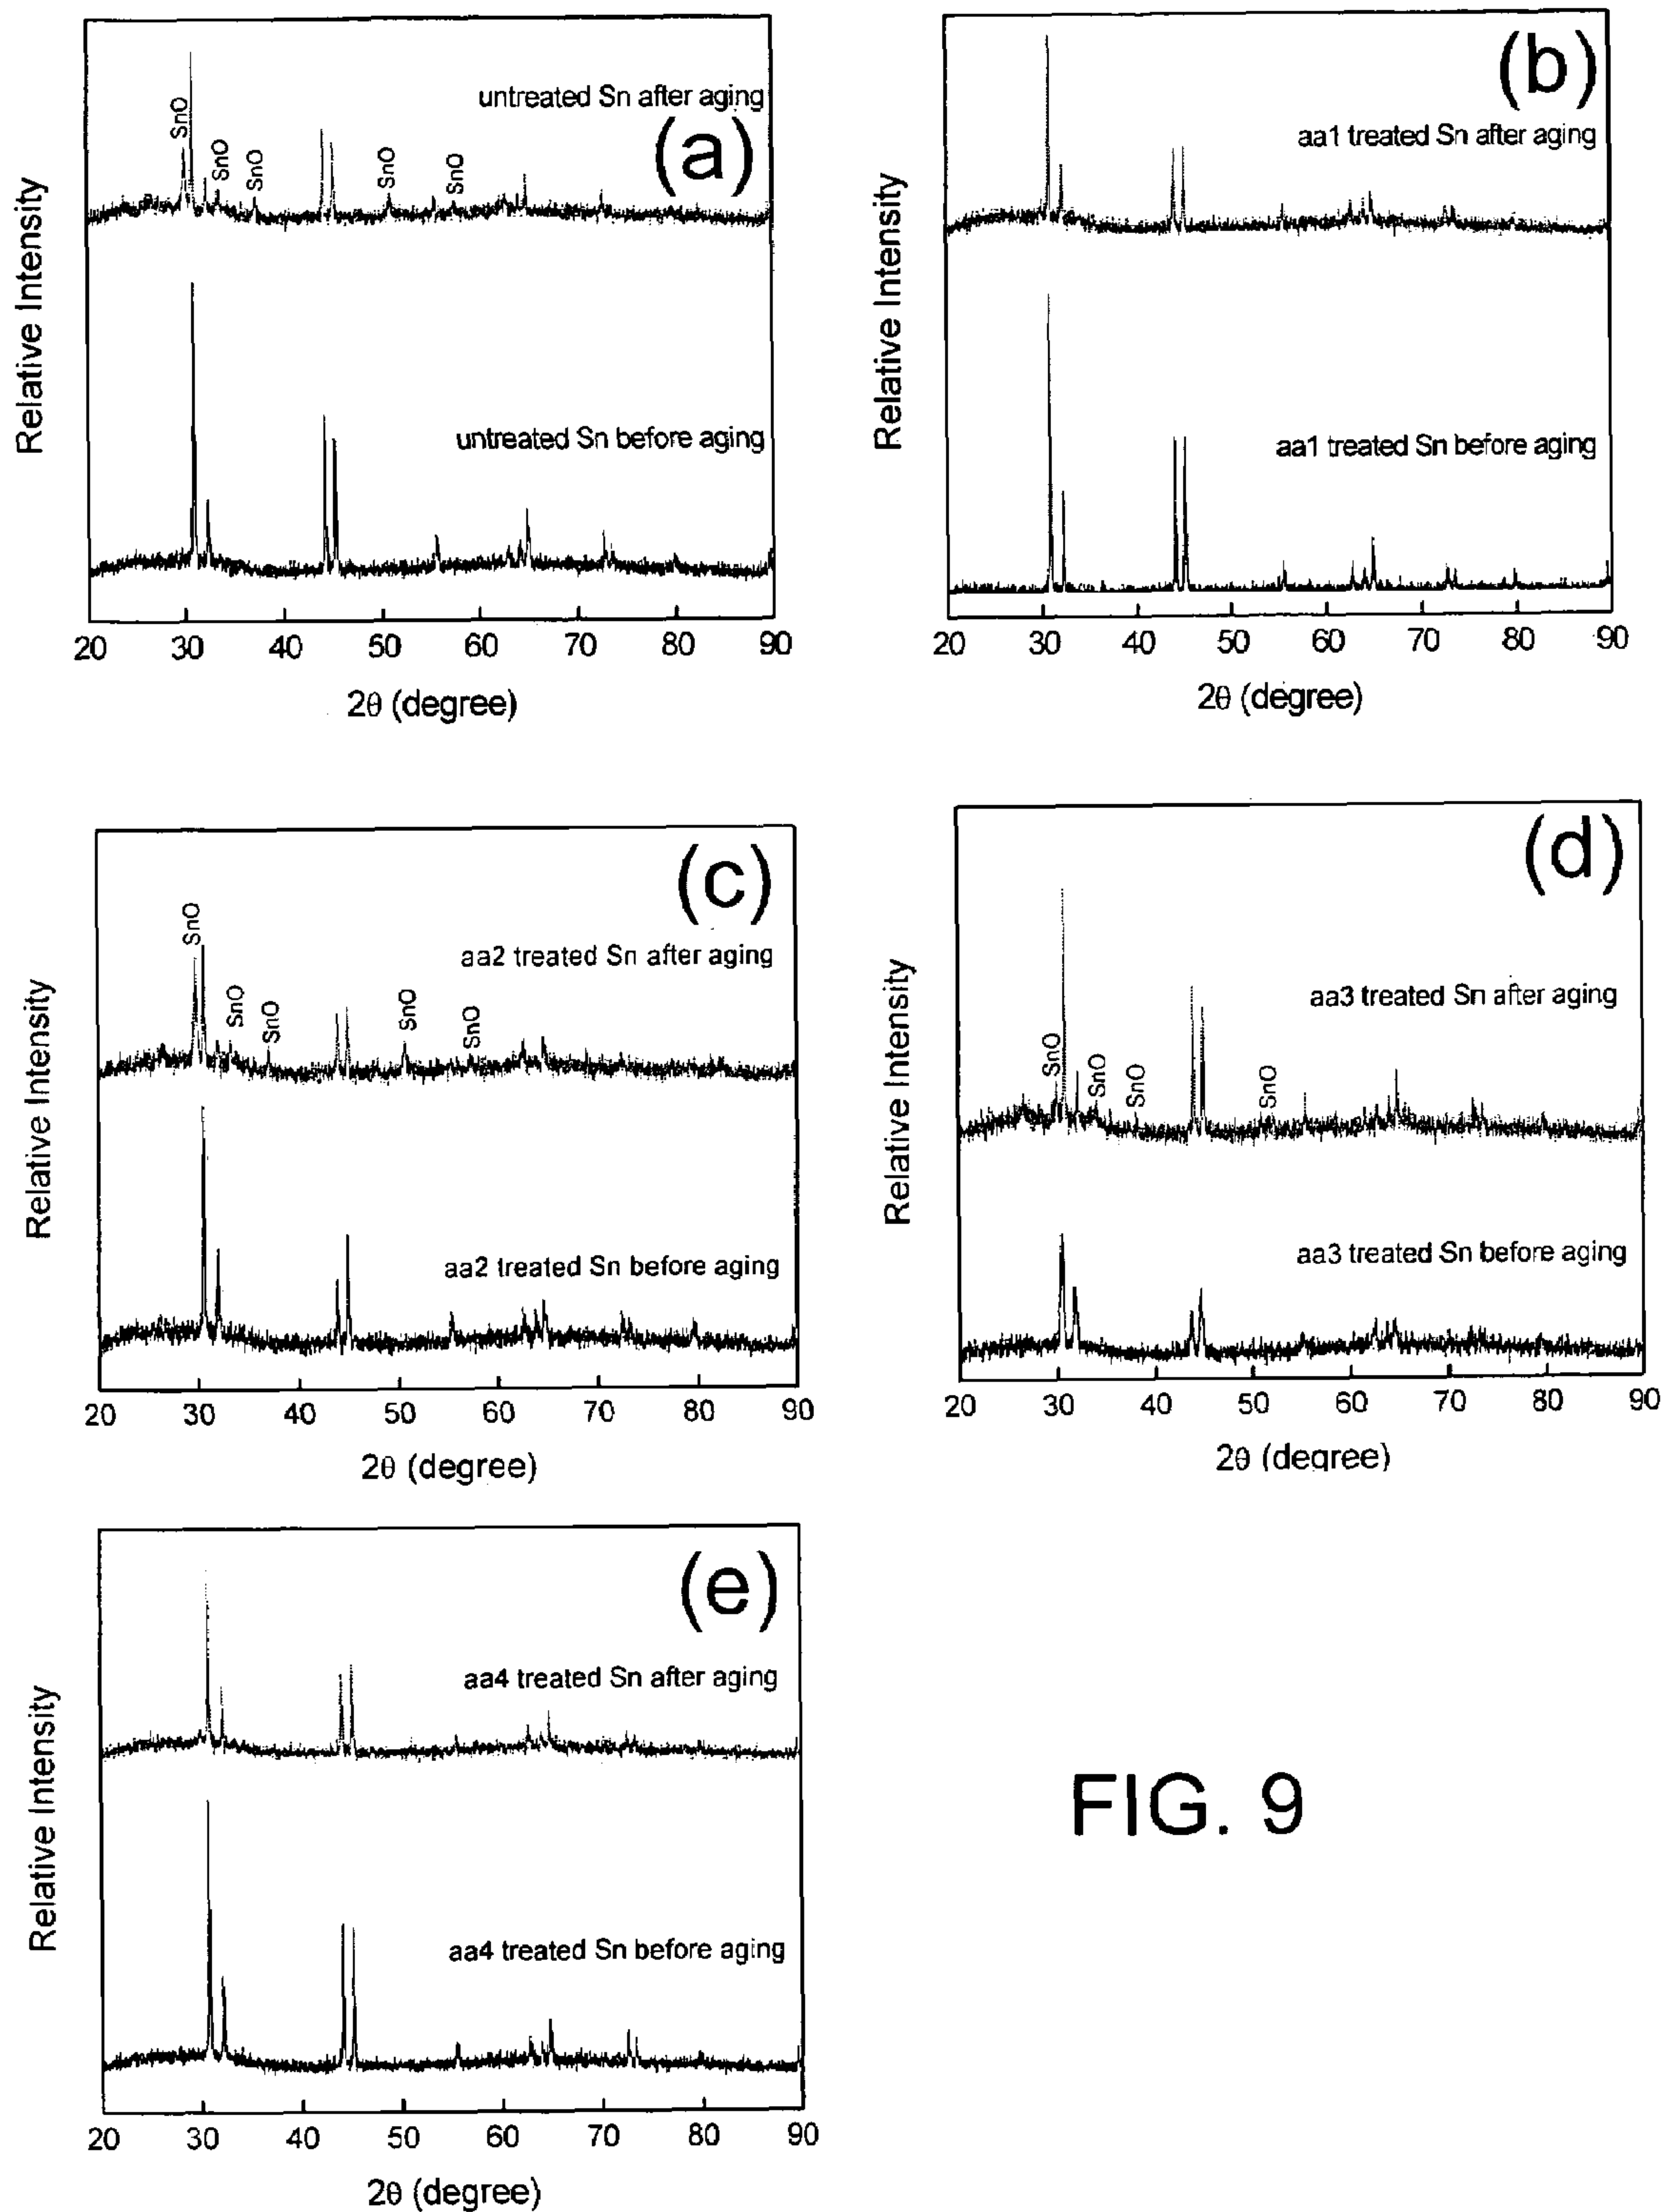 (a)
Relative Intensity
untreated Sn after aging
SnO
SnO
SnO
SnO
SnO
untreated Sn before aging
20 30 40 50 60 70 80 90
2θ (degree)
(b)
Relative Intensity
aa1 treated Sn after aging
aa1 treated Sn before aging
20 30 40 50 60 70 80 90
2θ (degree)
(c)
Relative Intensity
aa2 treated Sn after aging
SnO
SnO
SnO
SnO
SnO
aa2 treated Sn before aging
20 30 40 50 60 70 80 90
2θ (degree)
(d)
Relative Intensity
aa3 treated Sn after aging
SnO
SnO
SnO
SnO
aa3 treated Sn before aging
20 30 40 50 60 70 80 90
2θ (degree)
(e)
Relative Intensity
aa4 treated Sn after aging
aa4 treated Sn before aging
20 30 40 50 60 70 80 90
2θ (degree)
FIG. 9